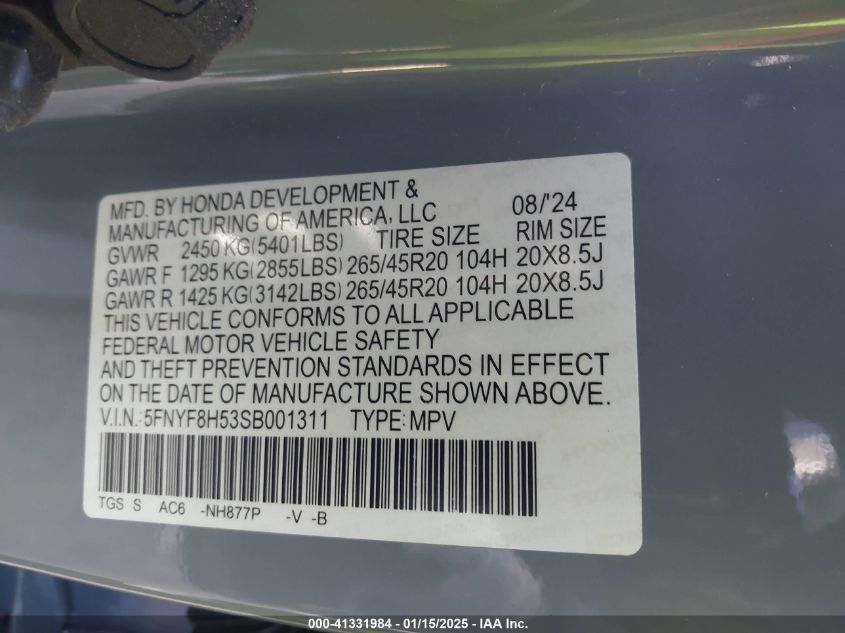 MFD. BY HONDA DEVELOPMENT &
MANUFACTURING OF AMERICA, LLC 08/'24
GVWR 2450 KG(5401LBS) TIRE SIZE RIM SIZE
GAWR F 1295 KG(2855LBS) 265/45R20 104H 20X8.5J
GAWR R 1425 KG(3142LBS) 265/45R20 104H 20X8.5J
THIS VEHICLE CONFORMS TO ALL APPLICABLE
FEDERAL MOTOR VEHICLE SAFETY
AND THEFT PREVENTION STANDARDS IN EFFECT
ON THE DATE OF MANUFACTURE SHOWN ABOVE.
V.I.N.:5FNYF8H53SB001311 TYPE:MPV
TGS S AC6 -NH877P -V -B
000-41331984 / 01/15/2025 - IAA Inc.